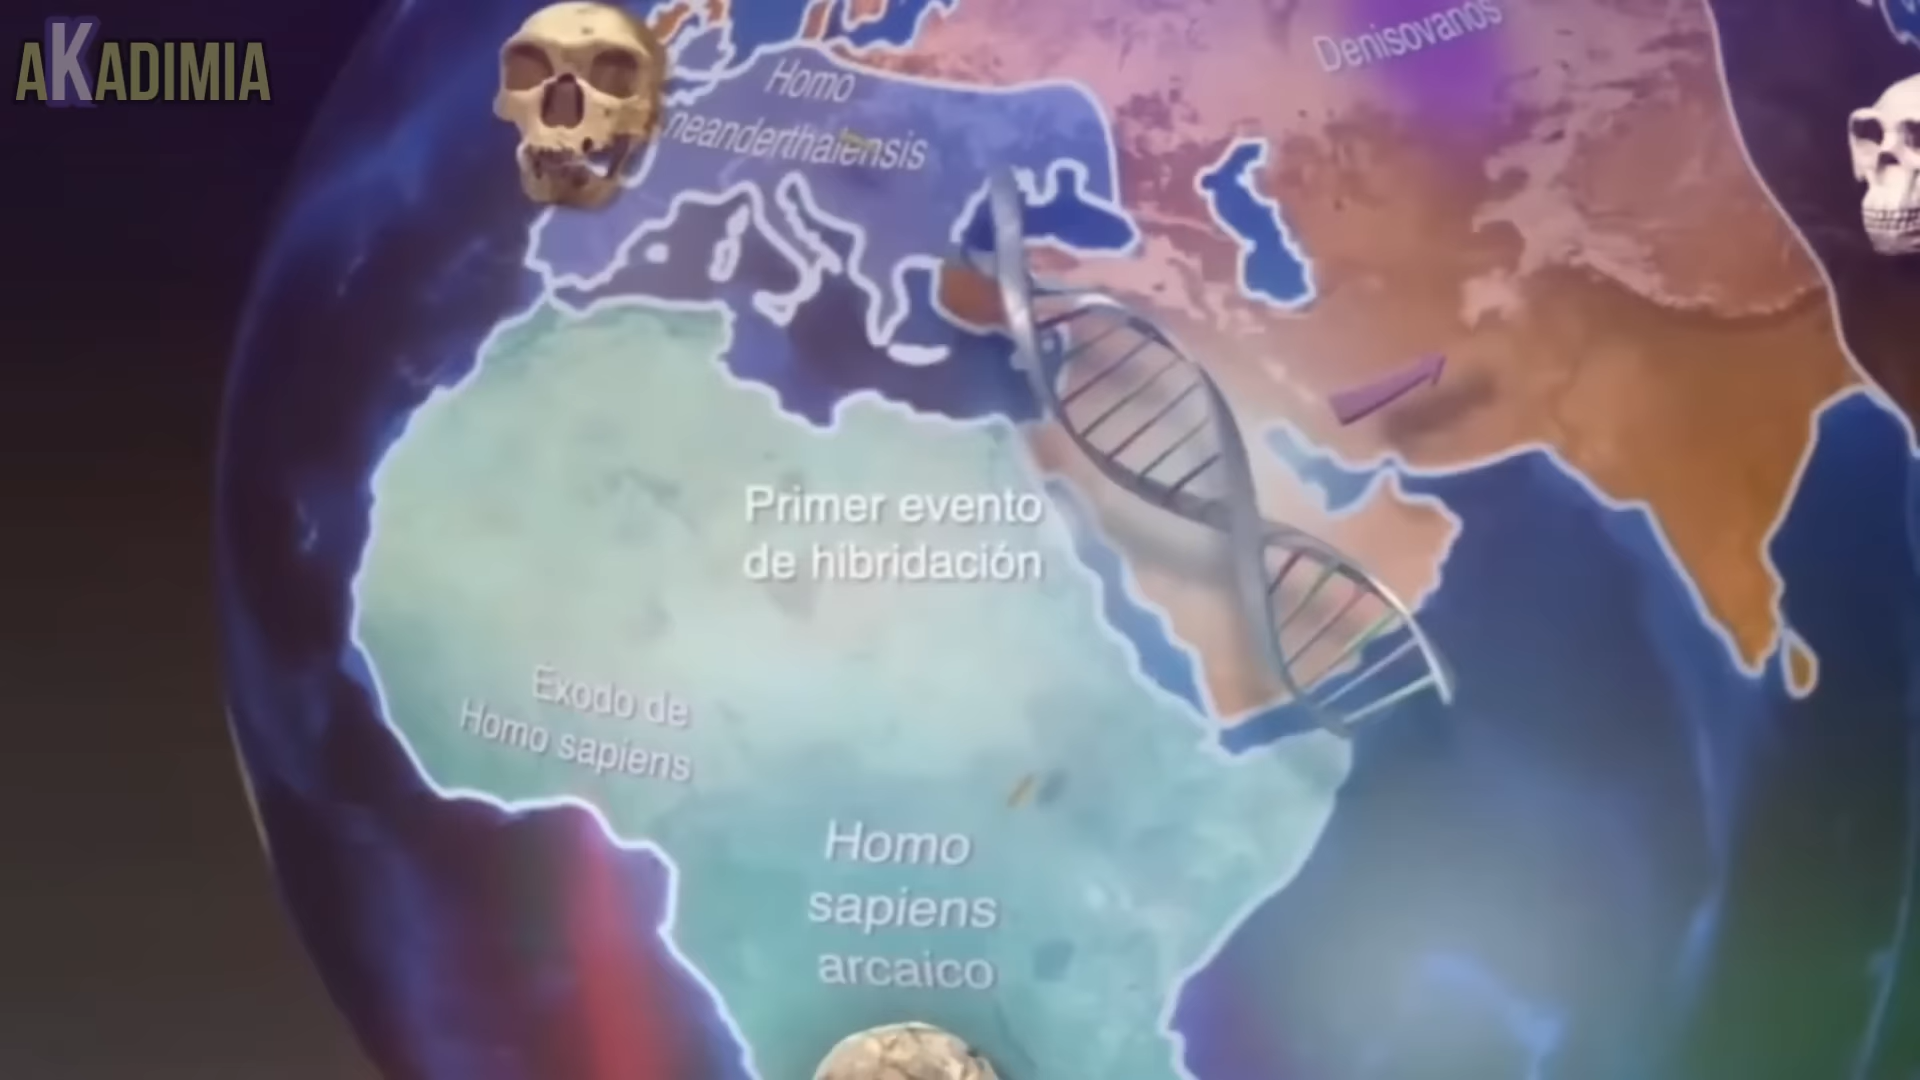 AKADIMIA
Denisovanos
Homo
neanderthalensis
Primer evento
de hibridación
Éxodo de
Homo sapiens
Homo
sapiens
arcaico